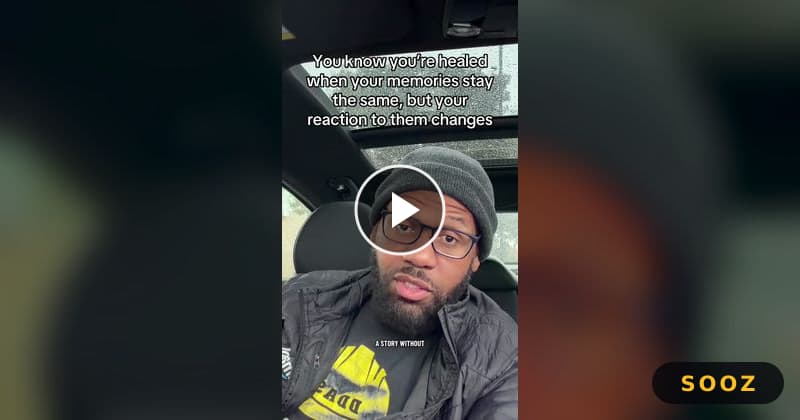 You know you're healed
when your memories stay
the same, but your
reaction to them changes
A STORY WITHOUT
SOOZ